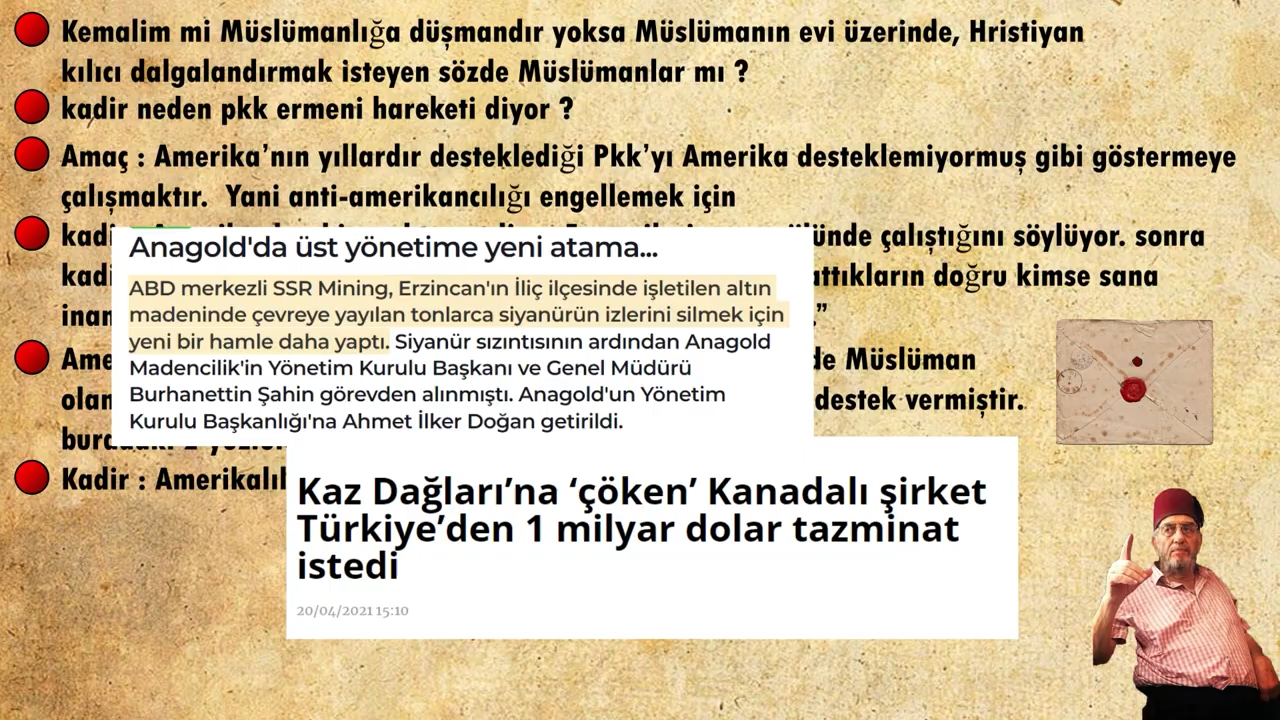 Kemalim mi Müslümanlığa düşmandır yoksa Müslümanın evi üzerinde, Hristiyan
kılıcı dalgalandırmak isteyen sözde Müslümanlar mı ?
kadir neden pkk ermeni hareketi diyor ?
Amaç : Amerika’nın yıllardır desteklediği Pkk’yı Amerika desteklemiyormuş gibi göstermeye
çalışmaktır. Yani anti-amerikancılığı engellemek için
çalıştığını söylüyor. sonra
doğru kimse sana
Müslüman
destek vermiştir.
Kadir :
Anagold'da üst yönetime yeni atama...
ABD merkezli SSR Mining, Erzincan'ın İliç ilçesinde işletilen altın
madeninde çevreye yayılan tonlarca siyanürün izlerini silmek için
yeni bir hamle daha yaptı. Siyanür sızıntısının ardından Anagold
Madencilik'in Yönetim Kurulu Başkanı ve Genel Müdürü
Burhanettin Şahin görevden alınmıştı. Anagold'un Yönetim
Kurulu Başkanlığı'na Ahmet İlker Doğan getirildi.
Kaz Dağları’na ‘çöken’ Kanadalı şirket
Türkiye’den 1 milyar dolar tazminat
istedi
20/04/2021 15:10